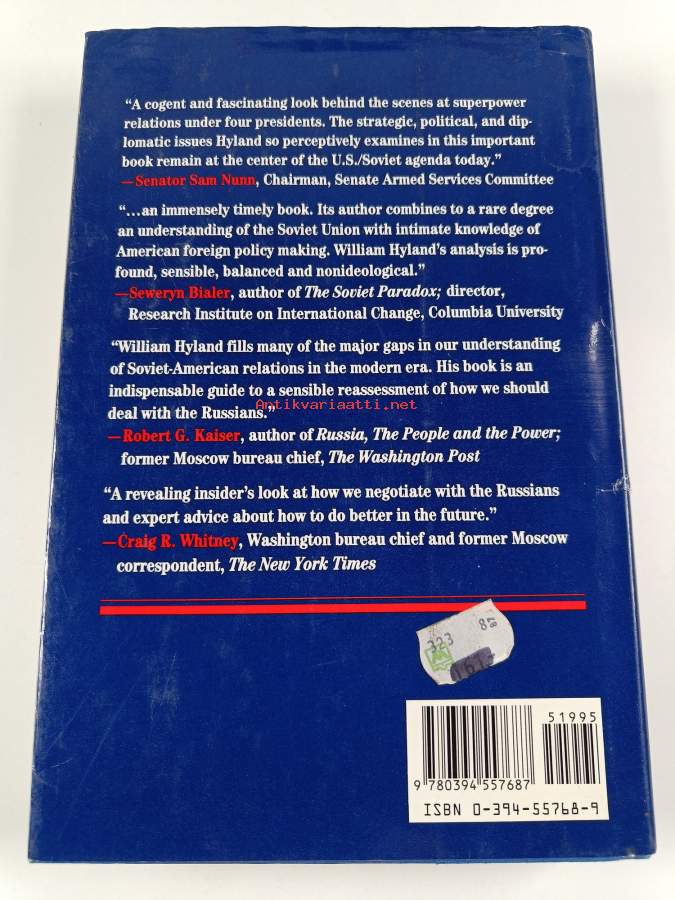 “A cogent and fascinating look behind the scenes at superpower
relations under four presidents. The strategic, political, and dip-
lomatic issues Hyland so perceptively examines in this important
book remain at the center of the U.S./Soviet agenda today.”
—Senator Sam Nunn, Chairman, Senate Armed Services Committee
“...an immensely timely book. Its author combines to a rare degree
an understanding of the Soviet Union with intimate knowledge of
American foreign policy making. William Hyland’s analysis is pro-
found, sensible, balanced and nonideological.”
—Seweryn Bialer, author of The Soviet Paradox; director,
Research Institute on International Change, Columbia University
“William Hyland fills many of the major gaps in our understanding
of Soviet-American relations in the modern era. His book is an
indispensable guide to a sensible reassessment of how we should
deal with the Russians.”
Antikvariaatti.net
—Robert G. Kaiser, author of Russia, The People and the Power;
former Moscow bureau chief, The Washington Post
“A revealing insider’s look at how we negotiate with the Russians
and expert advice about how to do better in the future.”
—Craig R. Whitney, Washington bureau chief and former Moscow
correspondent, The New York Times
323
51995
9 780394 557687
ISBN 0-394-55768-9